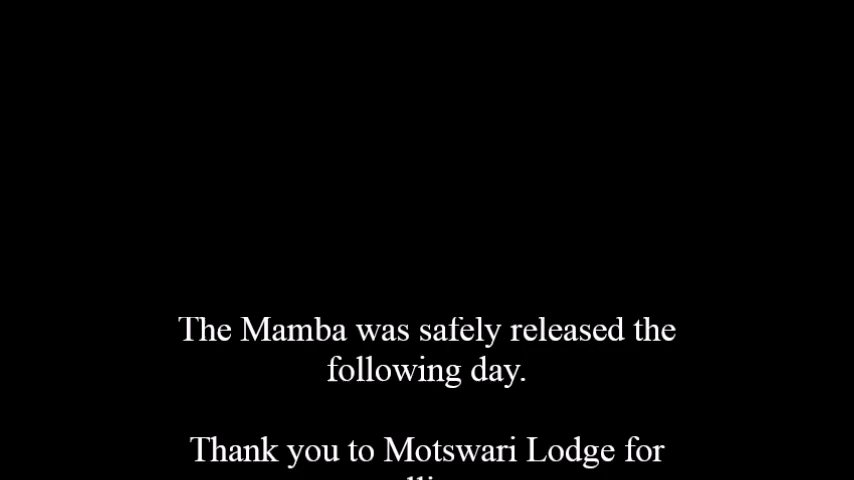 The Mamba was safely released the
following day.
Thank you to Motswari Lodge for